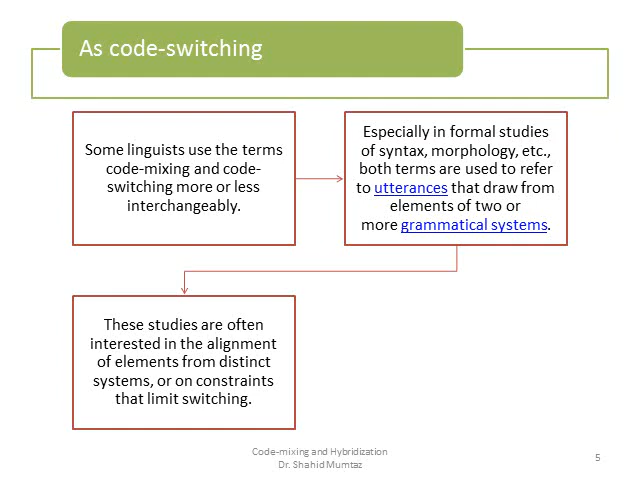 As code-switching
Some linguists use the terms
code-mixing and code-
switching more or less
interchangeably.
Especially in formal studies
of syntax, morphology, etc.,
both terms are used to refer
to utterances that draw from
elements of two or
more grammatical systems.
These studies are often
interested in the alignment
of elements from distinct
systems, or on constraints
that limit switching.
Code-mixing and Hybridization
Dr. Shahid Mumtaz
5